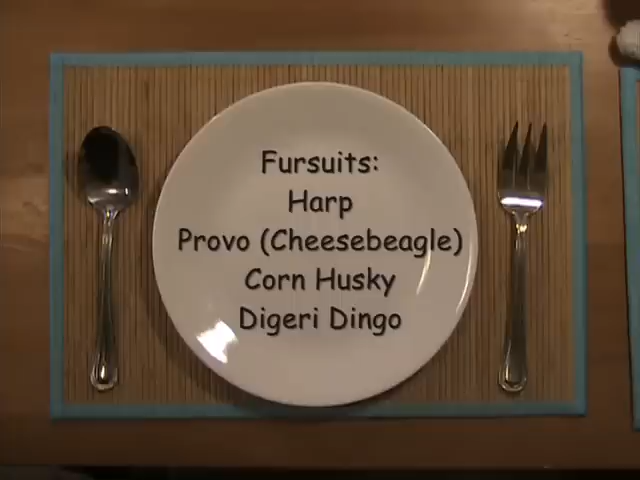 Fursuits:
Harp
Provo (Cheesebeagle)
Corn Husky
Digeri Dingo